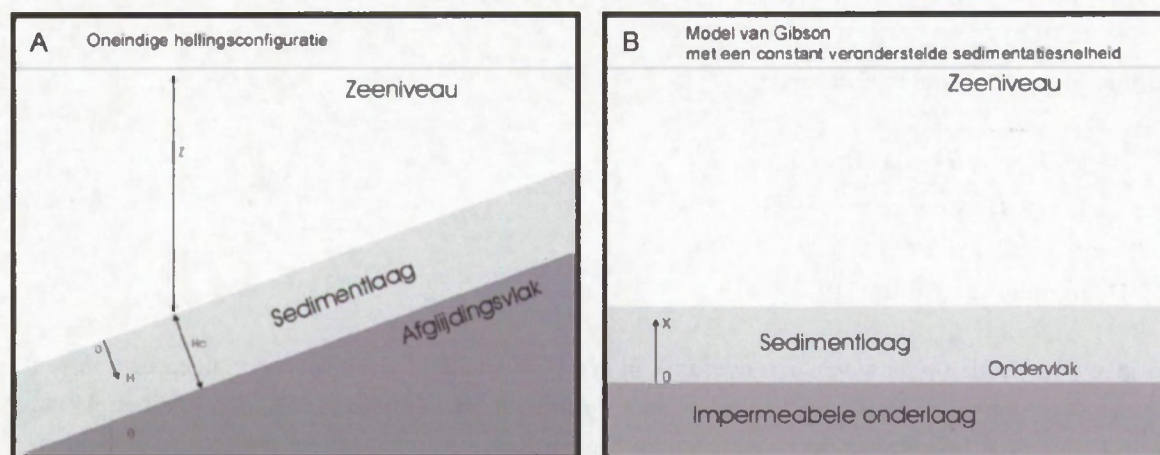 A
Oneindige hellingsconfiguratie
Zeeniveau
Z
Sedimentlaag
Afglijdingsvlak
Hc
O
H
θ
B
Model van Gibson
met een constant veronderstelde sedimentatiesnelheid
Zeeniveau
X
Sedimentlaag
Ondervlak
0
Impermeabele onderlaag